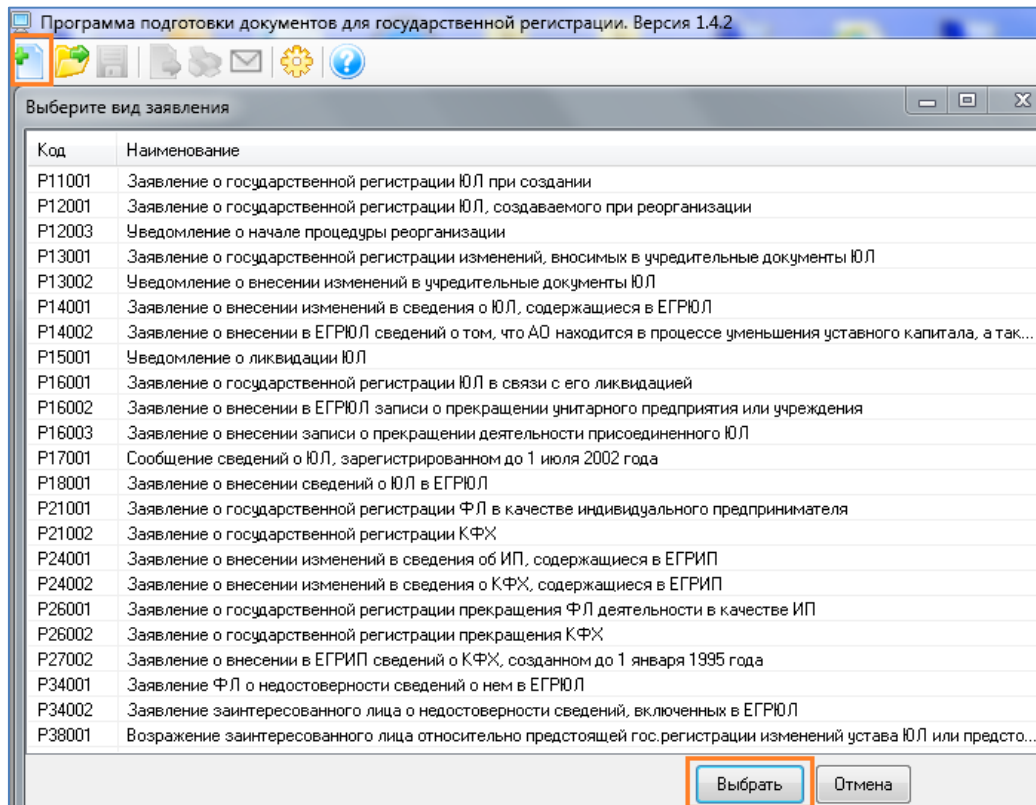 Программа подготовки документов для государственной регистрации. Версия 1.4.2
Выберите вид заявления
Код Наименование
Р11001 Заявление о государственной регистрации ЮЛ при создании
Р12001 Заявление о государственной регистрации ЮЛ, создаваемого при реорганизации
Р12003 Уведомление о начале процедуры реорганизации
Р13001 Заявление о государственной регистрации изменений, вносимых в учредительные документы ЮЛ
Р13002 Уведомление о внесении изменений в учредительные документы ЮЛ
Р14001 Заявление о внесении изменений в сведения о ЮЛ, содержащиеся в ЕГРЮЛ
Р14002 Заявление о внесении в ЕГРЮЛ сведений о том, что АО находится в процессе уменьшения уставного капитала, а так...
Р15001 Уведомление о ликвидации ЮЛ
Р16001 Заявление о государственной регистрации ЮЛ в связи с его ликвидацией
Р16002 Заявление о внесении в ЕГРЮЛ записи о прекращении унитарного предприятия или учреждения
Р16003 Заявление о внесении записи о прекращении деятельности присоединенного ЮЛ
Р17001 Сообщение сведений о ЮЛ, зарегистрированном до 1 июля 2002 года
Р18001 Заявление о внесении сведений о ЮЛ в ЕГРЮЛ
Р21001 Заявление о государственной регистрации ФЛ в качестве индивидуального предпринимателя
Р21002 Заявление о государственной регистрации КФХ
Р24001 Заявление о внесении изменений в сведения об ИП, содержащиеся в ЕГРИП
Р24002 Заявление о внесении изменений в сведения о КФХ, содержащиеся в ЕГРИП
Р26001 Заявление о государственной регистрации прекращения ФЛ деятельности в качестве ИП
Р26002 Заявление о государственной регистрации прекращения КФХ
Р27002 Заявление о внесении в ЕГРИП сведений о КФХ, созданном до 1 января 1995 года
Р34001 Заявление ФЛ о недостоверности сведений о нем в ЕГРЮЛ
Р34002 Заявление заинтересованного лица о недостоверности сведений, включенных в ЕГРЮЛ
Р38001 Возражение заинтересованного лица относительно предстоящей гос.регистрации изменений устава ЮЛ или предсто...
Выбрать Отмена